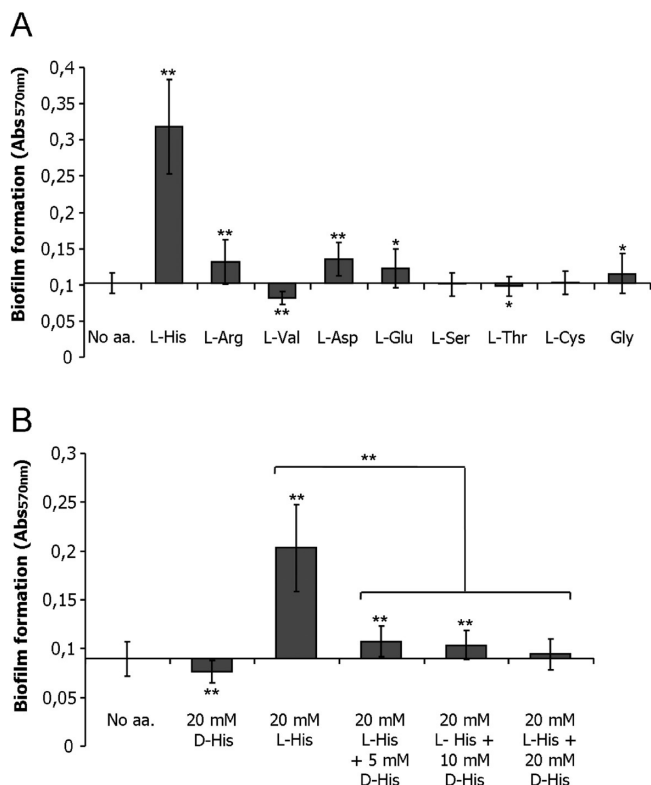 A
Biofilm formation (Abs570nm)
0,4
0,35
0,3
0,25
0,2
0,15
0,1
0,05
0
**
**
**
**
*
*
*
No aa.
L-His
L-Arg
L-Val
L-Asp
L-Glu
L-Ser
L-Thr
L-Cys
Gly
B
Biofilm formation (Abs570nm)
0,3
0,25
0,2
0,15
0,1
0,05
0
**
**
**
**
**
No aa.
20 mM
D-His
20 mM
L-His
20 mM
L-His
+ 5 mM
D-His
20 mM
L- His +
10 mM
D-His
20 mM
L-His +
20 mM
D-His